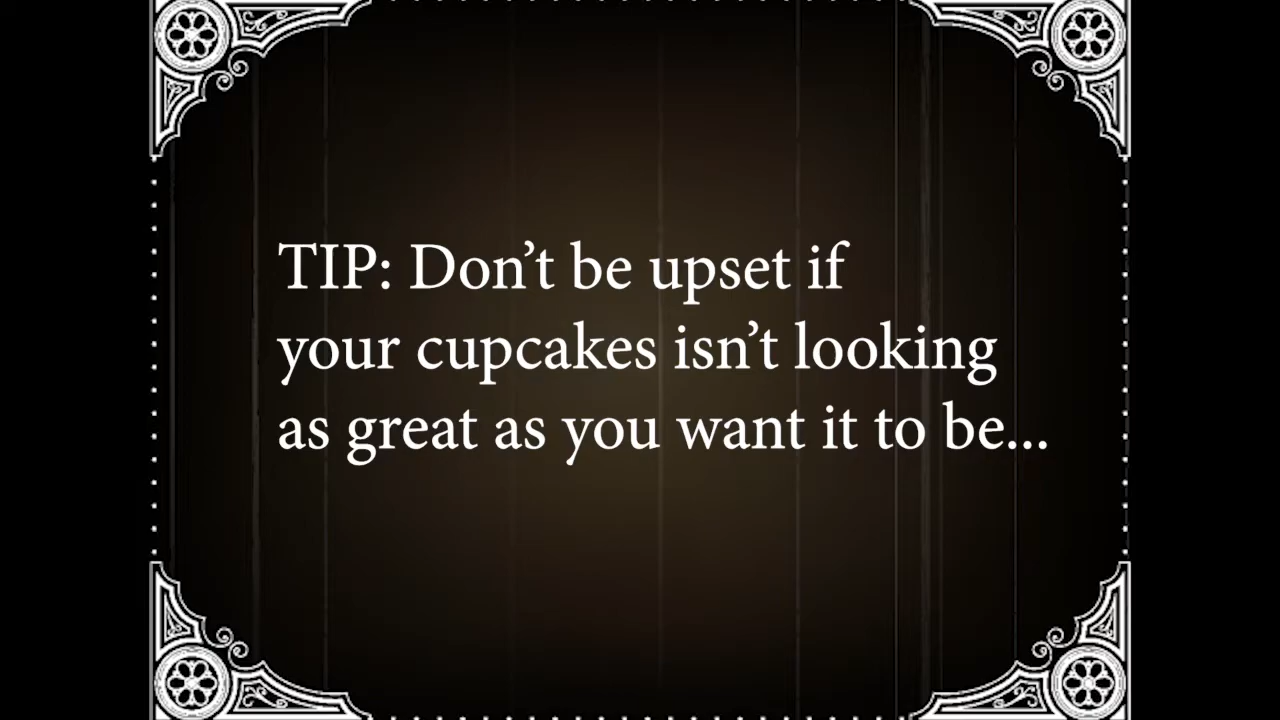 TIP: Don’t be upset if
your cupcakes isn’t looking
as great as you want it to be...